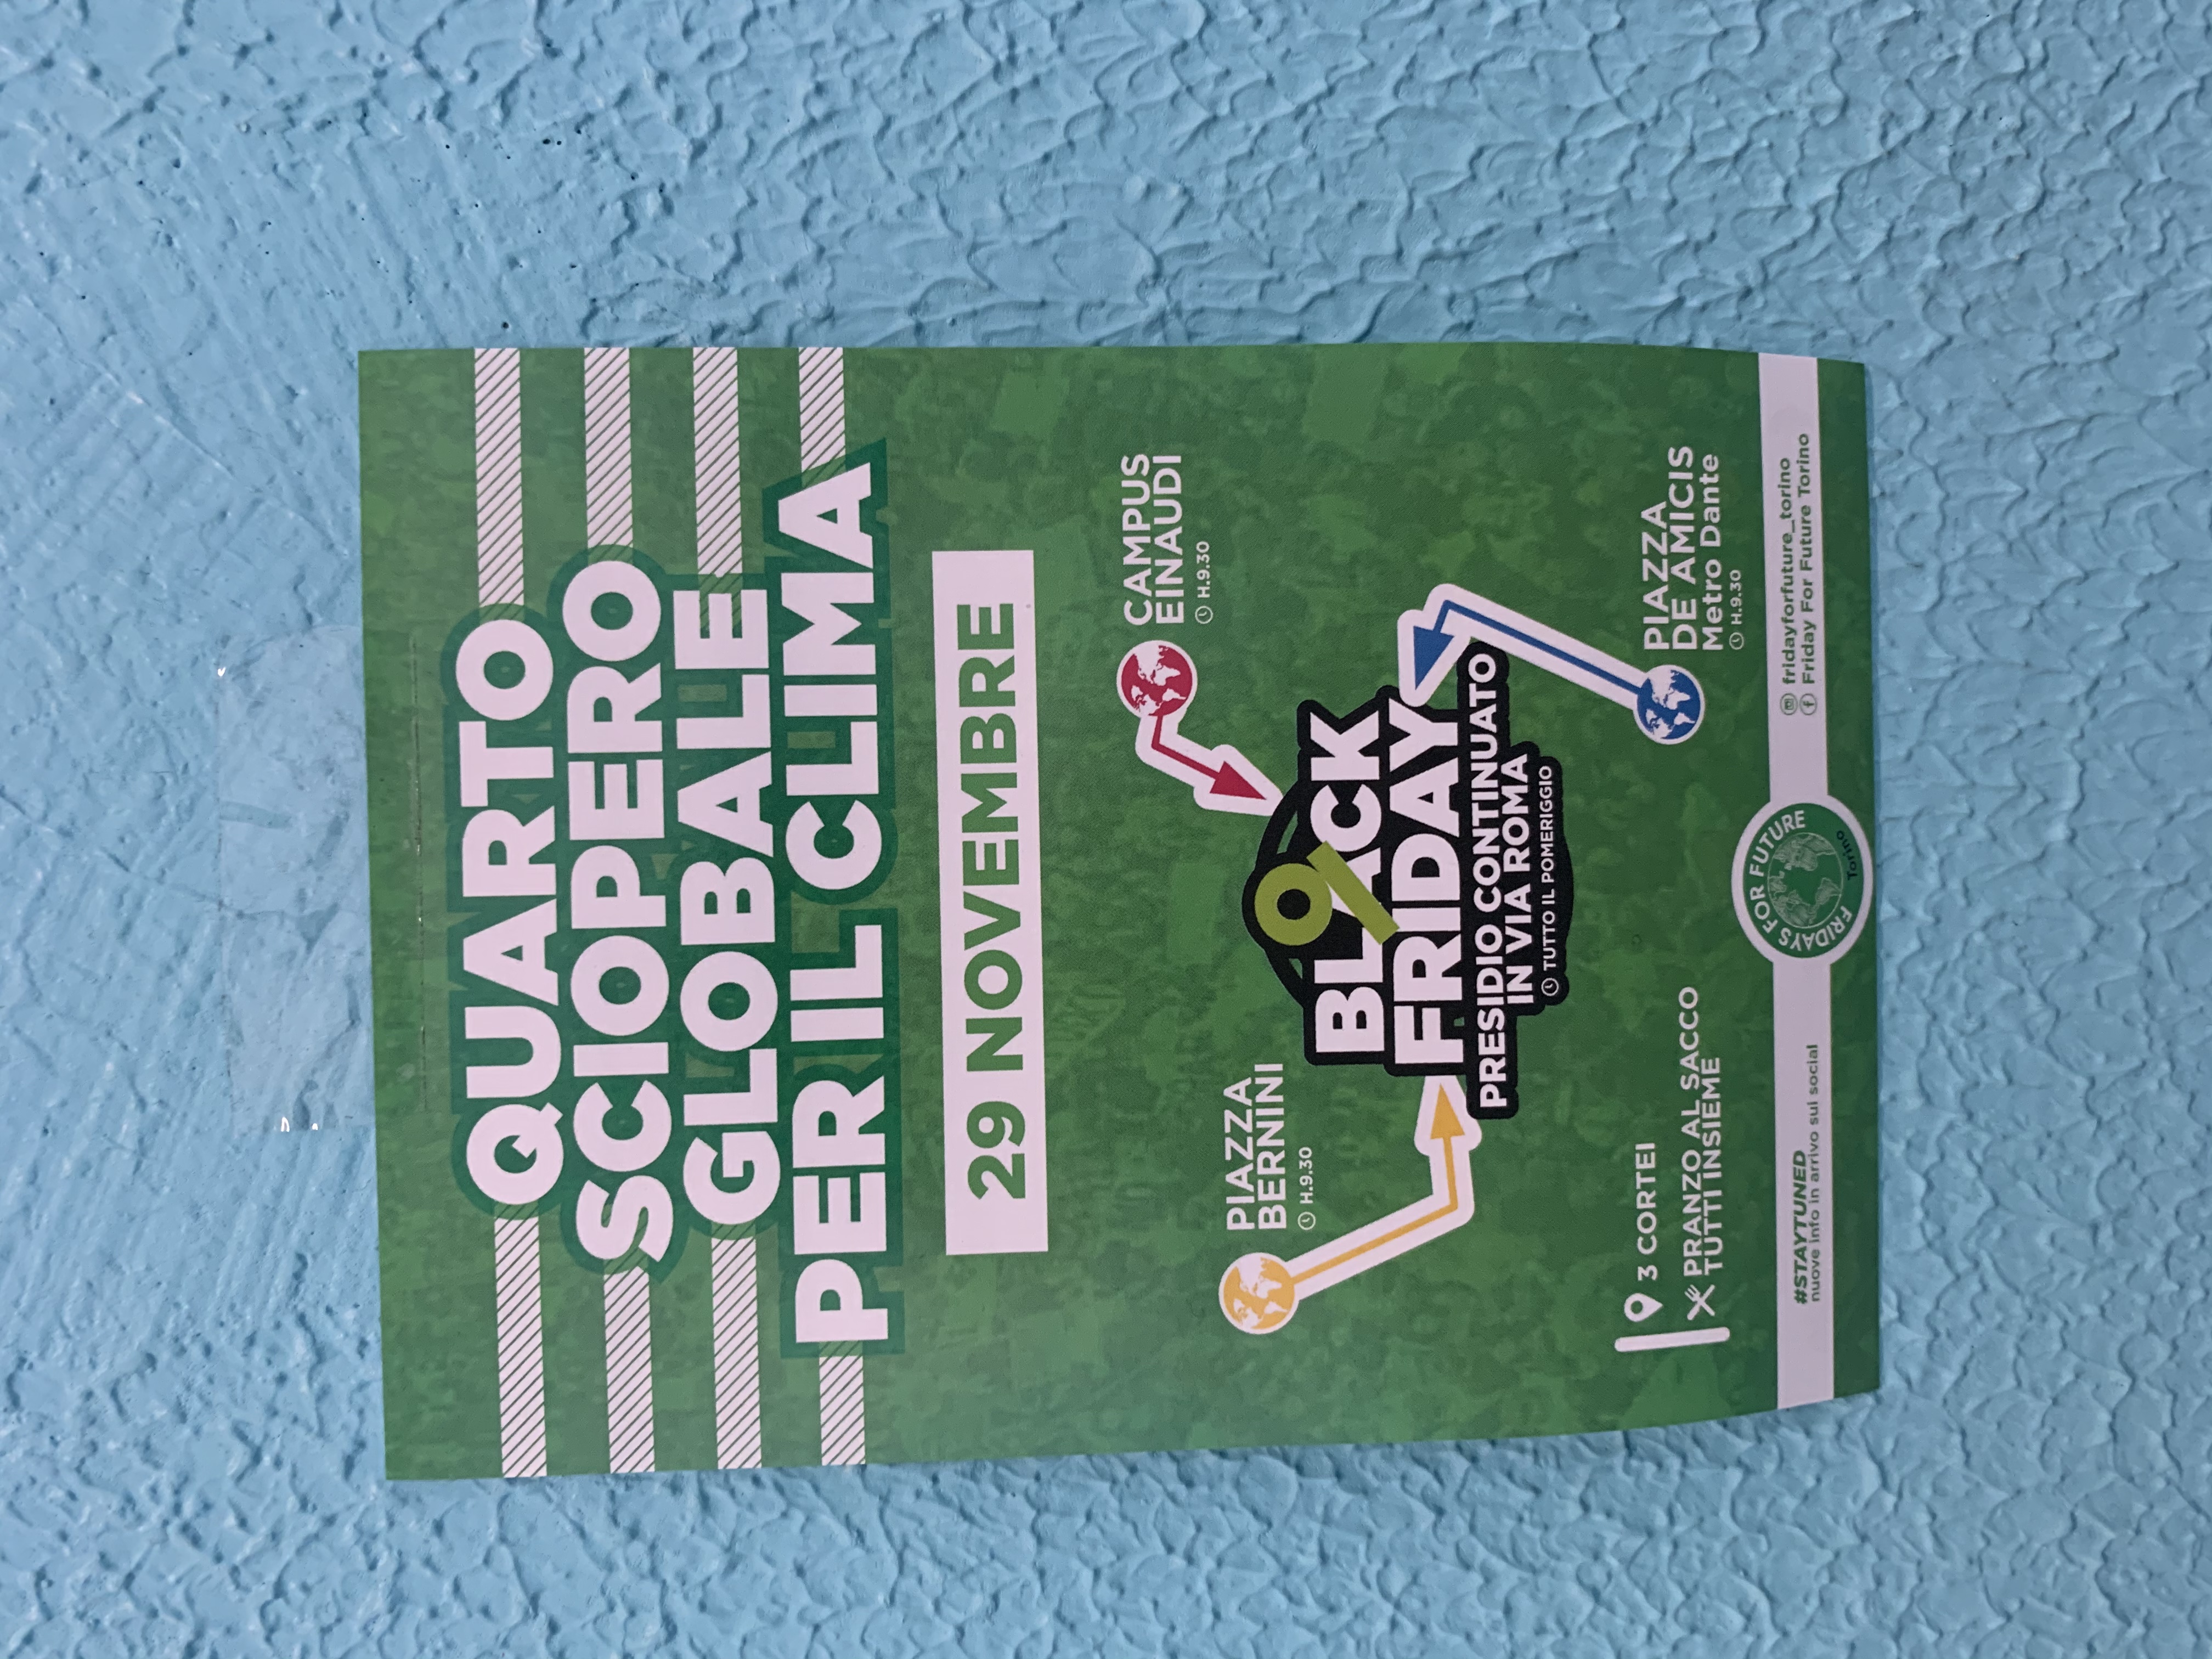 QUARTO
SCIOPERO
GLOBALE
PER IL CLIMA
29 NOVEMBRE
CAMPUS
EINAUDI
H.9.30
PIAZZA
BERNINI
H.9.30
BLACK
FRIDAY
PRESIDIO CONTINUATO
IN VIA ROMA
TUTTO IL POMERIGGIO
PIAZZA
DE AMICIS
Metro Dante
H.9.30
3 CORTEI
PRANZO AL SACCO
TUTTI INSIEME
#STAYTUNED
nuove info in arrivo sui social
FRIDAYS FOR FUTURE
Torino
fridayforfuture_torino
Friday For Future Torino